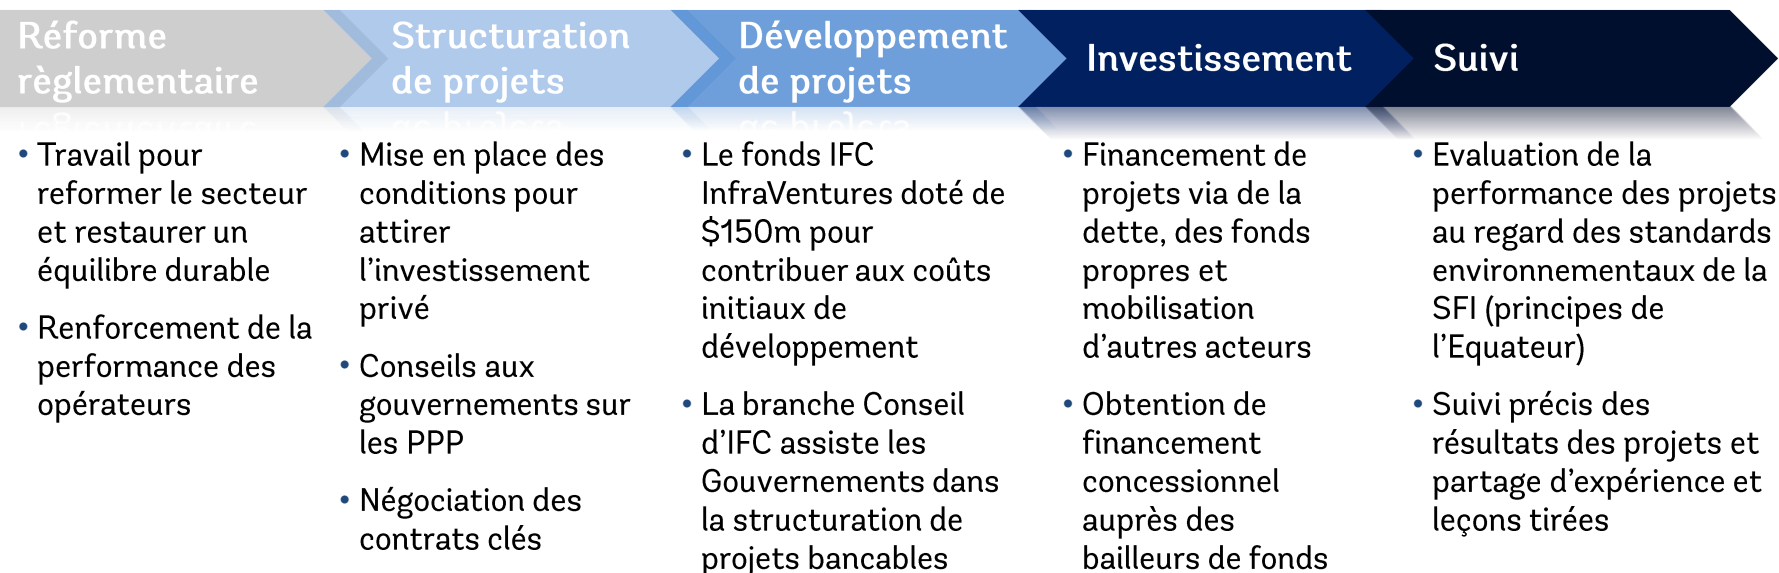 Réforme
règlementaire
Structuration
de projets
Développement
de projets
Investissement
Suivi
• Travail pour
reformer le secteur
et restaurer un
équilibre durable
• Renforcement de la
performance des
opérateurs
• Mise en place des
conditions pour
attirer
l’investissement
privé
• Conseils aux
gouvernements sur
les PPP
• Négociation des
contrats clés
• Le fonds IFC
InfraVentures doté de
$150m pour
contribuer aux coûts
initiaux de
développement
• La branche Conseil
d’IFC assiste les
Gouvernements dans
la structuration de
projets bancables
• Financement de
projets via de la
dette, des fonds
propres et
mobilisation
d’autres acteurs
• Obtention de
financement
concessionnel
auprès des
bailleurs de fonds
• Evaluation de la
performance des projets
au regard des standards
environnementaux de la
SFI (principes de
l’Equateur)
• Suivi précis des
résultats des projets et
partage d’expérience et
leçons tirées